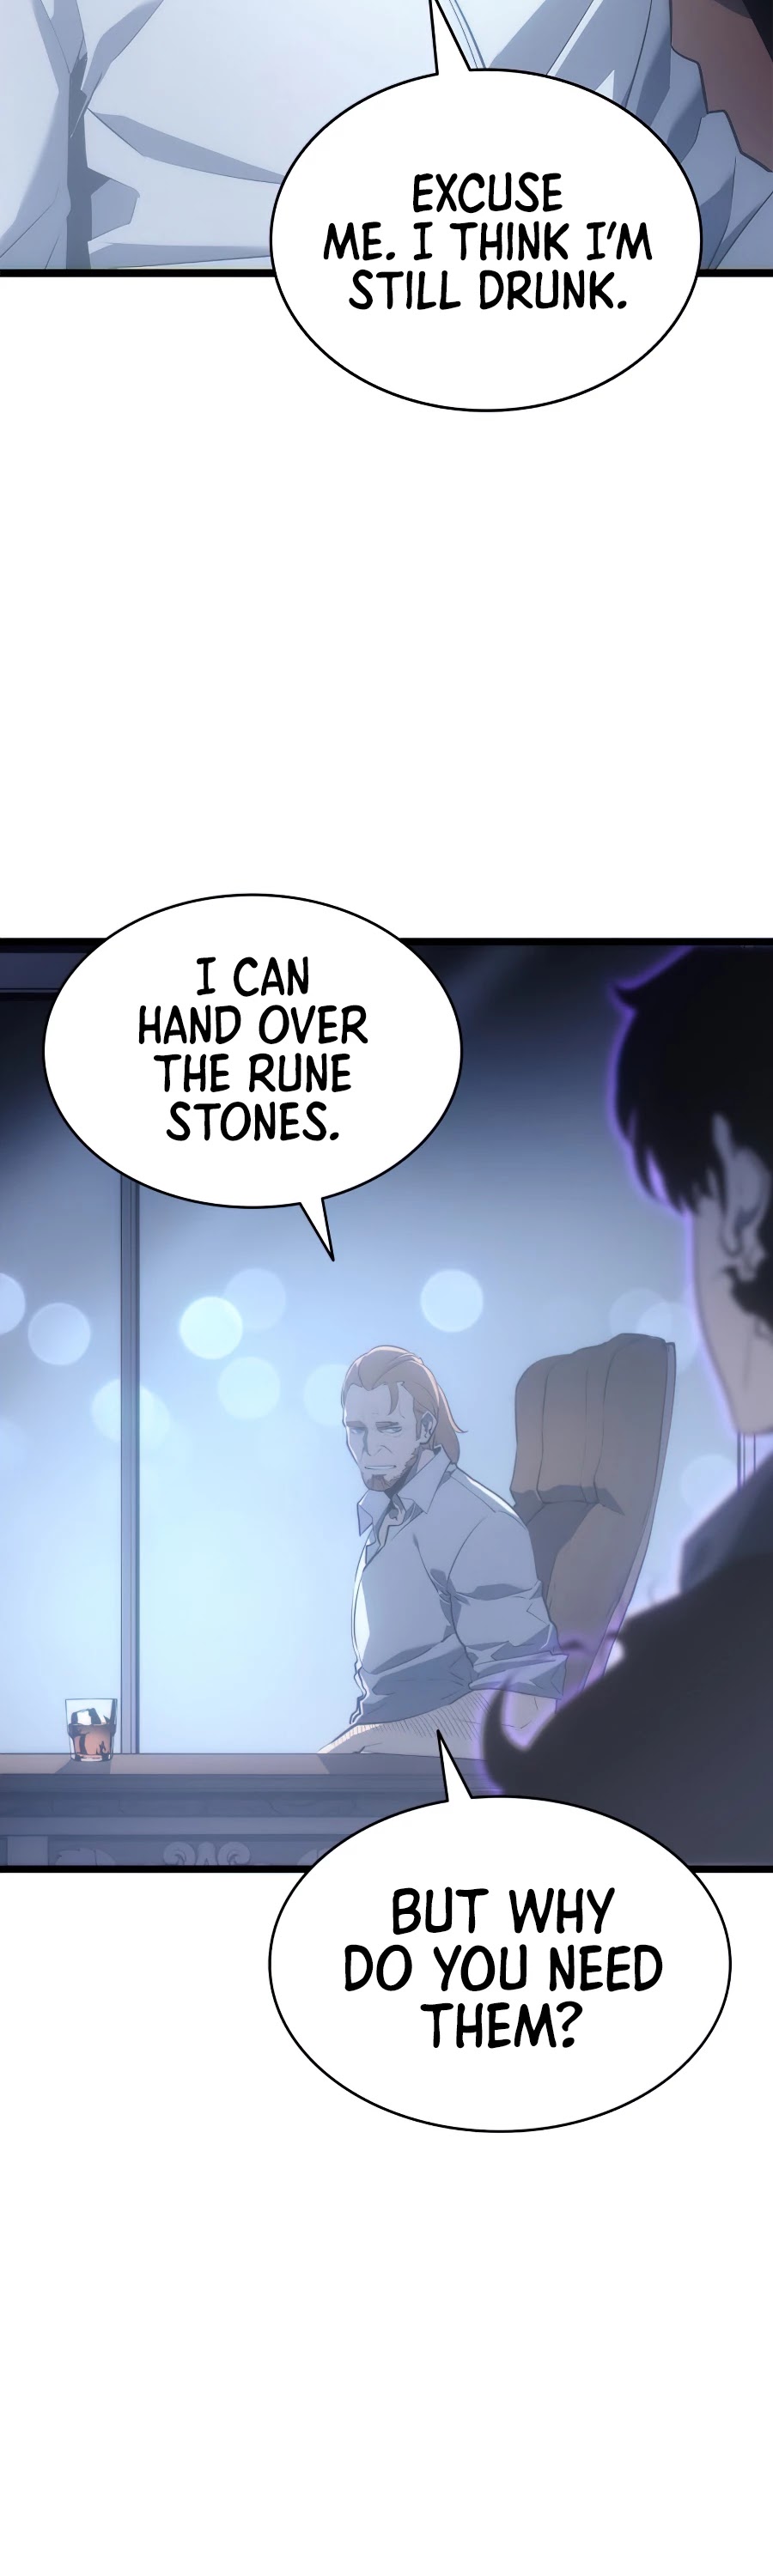 EXCUSE
ME. I THINK I'M
STILL DRUNK.
I CAN
HAND OVER
THE RUNE
STONES.
BUT WHY
DO YOU NEED
THEM?